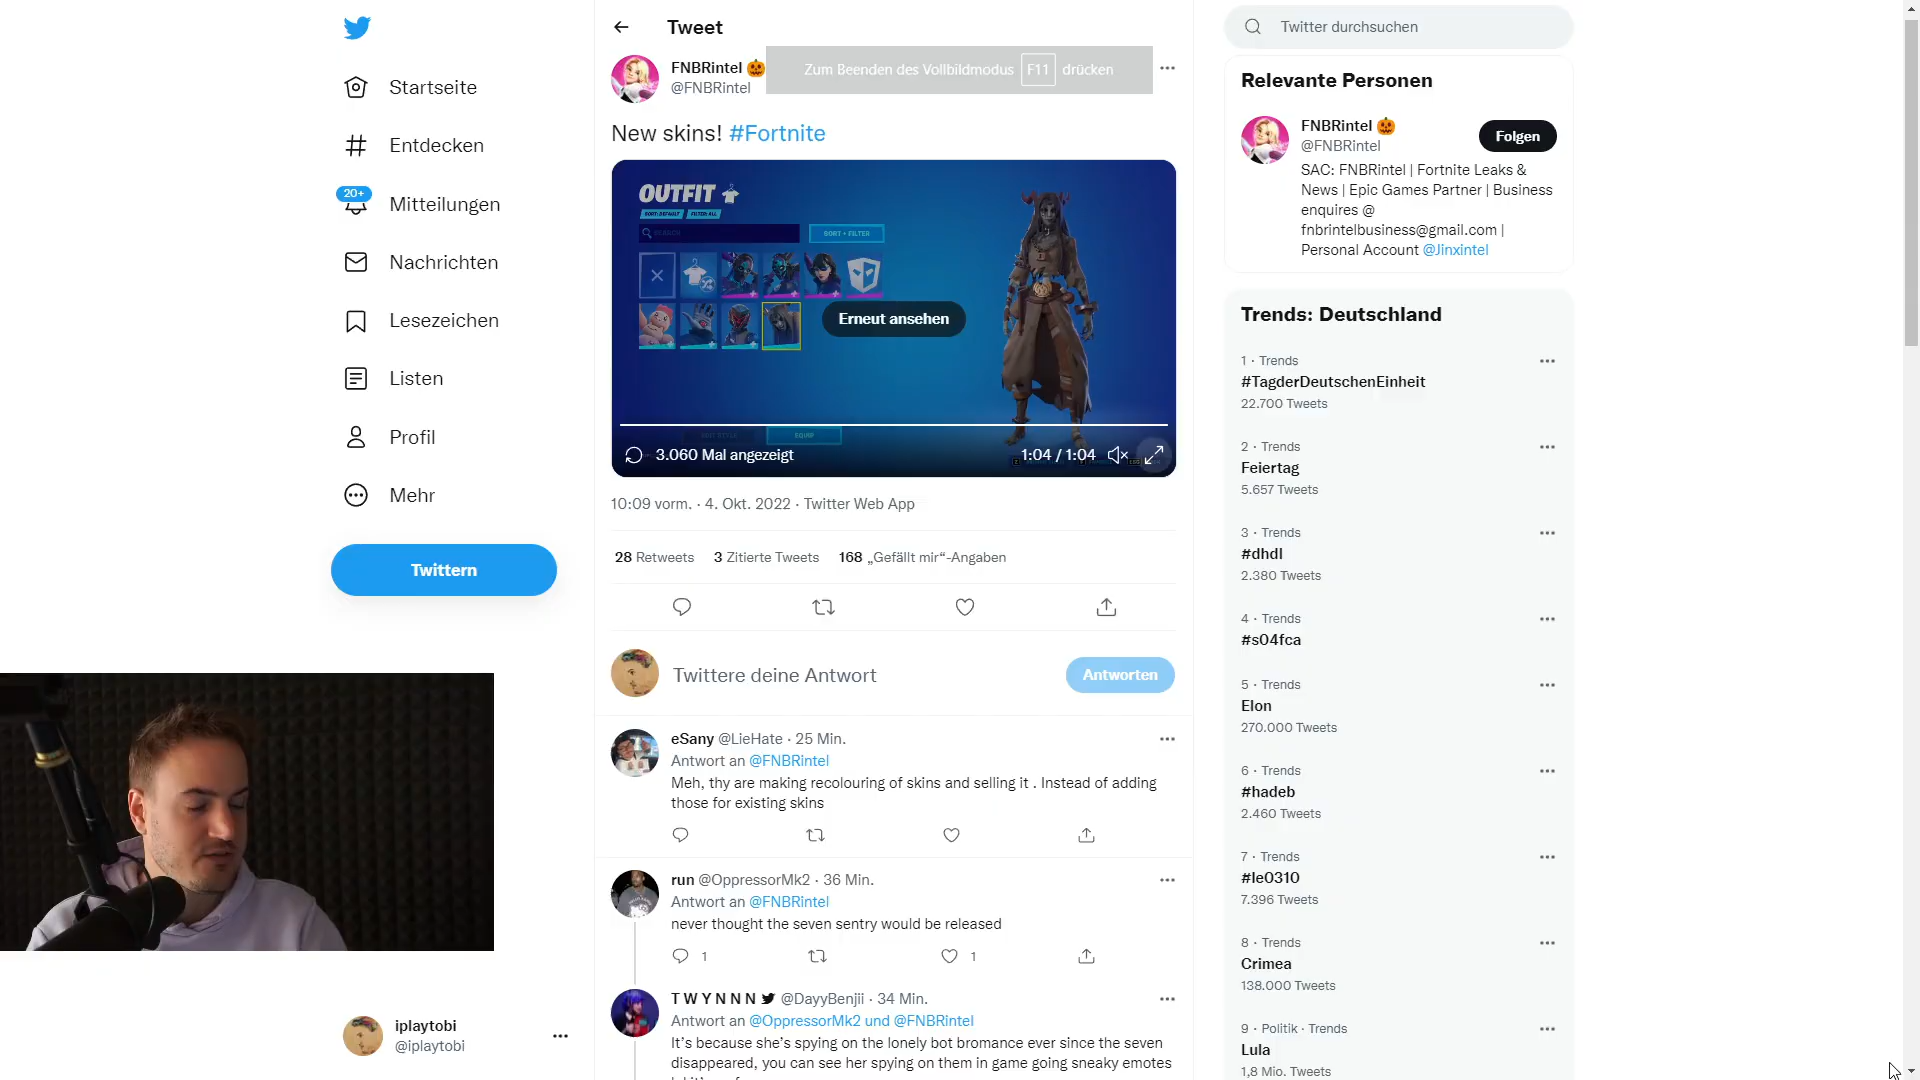 Startseite
Entdecken
20+
Mitteilungen
Nachrichten
Lesezeichen
Listen
Profil
Mehr
Twittern
iplaytobi
@iplaytobi
Tweet
FNBRintel 🎃
@FNBRintel
Zum Beenden des Vollbildmodus F11 drücken
New skins! #Fortnite
OUTFIT
SORT: DEFAULT FILTER: ALL
SEARCH
SORT + FILTER
Erneut ansehen
EQUIP
3.060 Mal angezeigt
1:04 / 1:04
10:09 vorm. · 4. Okt. 2022 · Twitter Web App
28 Retweets 3 Zitierte Tweets 168 „Gefällt mir“-Angaben
Twittere deine Antwort
Antworten
eSany @LieHate · 25 Min.
Antwort an @FNBRintel
Meh, thy are making recolouring of skins and selling it . Instead of adding
those for existing skins
run @OppressorMk2 · 36 Min.
Antwort an @FNBRintel
never thought the seven sentry would be released
1
1
T W Y N N N @DayyBenjii · 34 Min.
Antwort an @OppressorMk2 und @FNBRintel
It’s because she’s spying on the lonely bot bromance ever since the seven
disappeared, you can see her spying on them in game going sneaky emotes
Twitter durchsuchen
Relevante Personen
FNBRintel 🎃
@FNBRintel
Folgen
SAC: FNBRintel | Fortnite Leaks &
News | Epic Games Partner | Business
enquires @
fnbrintelbusiness@gmail.com |
Personal Account @Jinxintel
Trends: Deutschland
1 · Trends
#TagderDeutschenEinheit
22.700 Tweets
2 · Trends
Feiertag
5.657 Tweets
3 · Trends
#dhdl
2.380 Tweets
4 · Trends
#s04fca
5 · Trends
Elon
270.000 Tweets
6 · Trends
#hadeb
2.460 Tweets
7 · Trends
#le0310
7.396 Tweets
8 · Trends
Crimea
138.000 Tweets
9 · Politik · Trends
Lula
1,8 Mio. Tweets